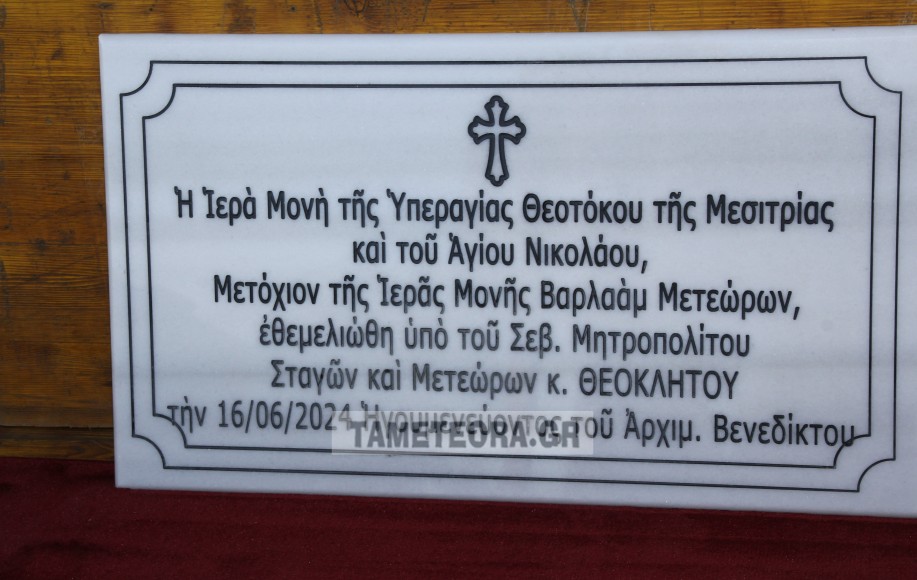 Ἡ Ἱερὰ Μονὴ τῆς Ὑπεραγίας Θεοτόκου τῆς Μεσιτρίας
καὶ τοῦ Ἁγίου Νικολάου,
Μετόχιον τῆς Ἱερᾶς Μονῆς Βαρλαὰμ Μετεώρων,
ἐθεμελιώθη ὑπὸ τοῦ Σεβ. Μητροπολίτου
Σταγῶν καὶ Μετεώρων κ. ΘΕΟΚΛΗΤΟΥ
τὴν 16/06/2024 Ἡγουμενεύοντος τοῦ Ἀρχιμ. Βενεδίκτου
TAMETEORA.GR